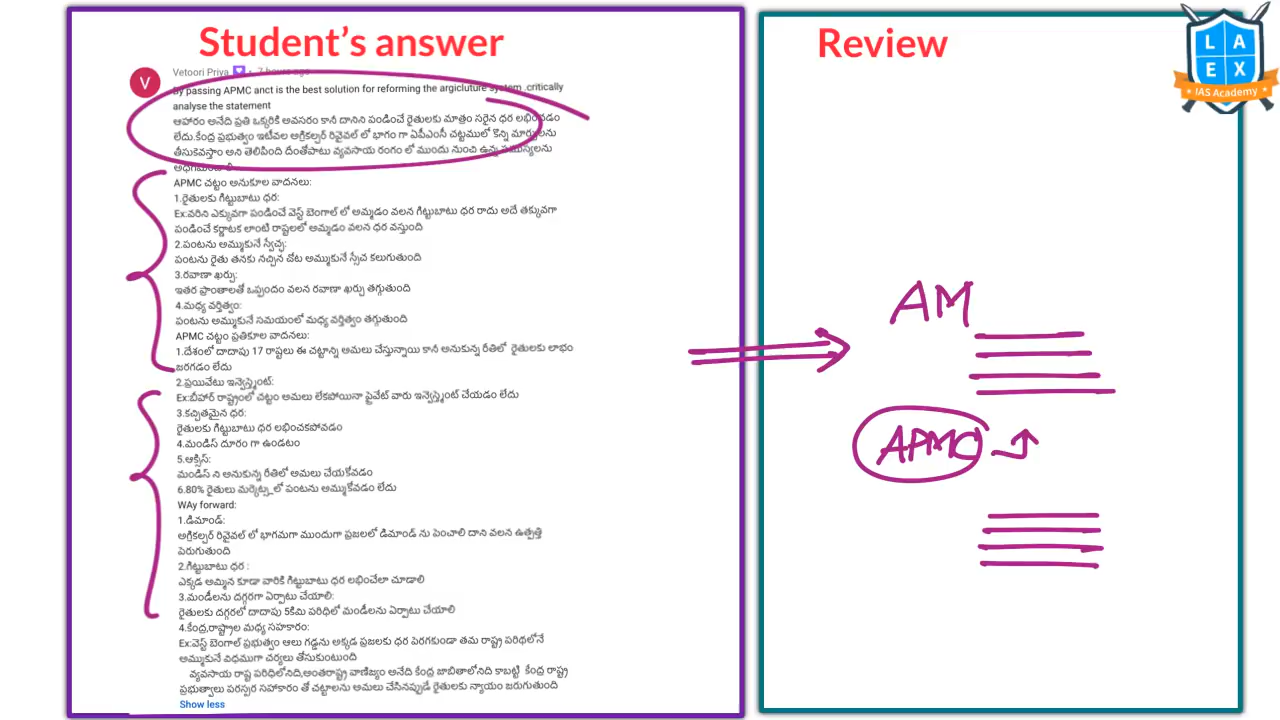 Student's answer
Review
L A
E X
IAS Academy
V
Vetoori Priya 7 hours ago
By passing APMC anct is the best solution for reforming the argicluture system .critically
analyse the statement
ఆహారం అనేది ప్రతి ఒక్కరికి అవసరం కానీ దానిని పండించే రైతులకు మాత్రం సరైన ధర లభించడం
లేదు.కేంద్ర ప్రభుత్వం ఇటీవల ఆగ్రికల్చర్ రివైవల్ లో భాగం గా ఏపీఎంసీ చట్టములో కొన్ని మార్పులను
తీసుకువస్తాం అని తెలిపింది దీంతోపాటు వ్యవసాయ రంగం లో ముందు నుంచి ఉన్న సమస్యలను
APMC చట్టం అనుకూల వాదనలు:
1.రైతులకు గిట్టుబాటు ధర:
Ex:వరిని ఎక్కువగా పండించే వెస్ట్ బెంగాల్ లో అమ్మడం వలన గిట్టుబాటు ధర రాదు అదే తక్కువగా
పండించే కర్ణాటక లాంటి రాష్టలలో అమ్మడం వలన ధర వస్తుంది
2.పంటను అమ్ముకునే స్వేచ్ఛ:
పంటను రైతు తనకు నచ్చిన చోట అమ్ముకునే స్సేచ కలుగుతుంది
3.రవాణా ఖర్చు:
ఇతర ప్రాంతాలతో ఒప్పందం వలన రవాణా ఖర్చు తగ్గుతుంది
4.మధ్య వర్తిత్వం:
పంటను అమ్ముకునే సమయంలో మధ్య వర్తిత్వం తగ్గుతుంది
APMC చట్టం ప్రతికూల వాదనలు:
1.దేశంలో దాదాపు 17 రాష్టలు ఈ చట్టాన్ని అమలు చేస్తున్నాయి కానీ అనుకున్న రీతిలో రైతులకు లాభం
జరగడం లేదు
2.ప్రయివేటు ఇన్వెస్త్మెంట్:
Ex:బీహార్ రాష్ట్రంలో చట్టం అమలు లేకపోయినా ప్రైవేట్ వారు ఇన్వెస్త్మెంట్ చేయడం లేదు
3.కచ్చితమైన ధర:
రైతులకు గిట్టుబాటు ధర లభించకపోవడం
4.మండిస్ దూరం గా ఉండటం
5.ఆక్సిస్:
మండిస్ ని అనుకున్న రీతిలో అమలు చేయకోవడం
6.80% రైతులు మర్కెట్స్ లో పంటను అమ్ముకోవడం లేదు
WAy forward:
1.డిమాండ్:
అగ్రికల్చర్ రివైవల్ లో భాగమగా ముందుగా ప్రజలలో డిమాండ్ ను పెంచాలి దాని వలన ఉత్పత్తి
పెరుగుతుంది
2.గిట్టుబాటు ధర :
ఎక్కడ అమ్మిన కూడా వారికి గిట్టుబాటు ధర లభించేలా చూడాలి
3.మండీలను దగ్గరగా ఏర్పాటు చేయాలి:
రైతులకు దగ్గరలో దాదాపు 5కిమి పరిధిలో మండీలను ఏర్పాటు చేయాలి
4.కేంద్ర,రాష్ట్రాల మధ్య సహకారం:
Ex:వెస్ట్ బెంగాల్ ప్రభుత్వం ఆలు గడ్డను అక్కడ ప్రజలకు ధర పెరగకుండా తమ రాష్ట్ర పరిథలోనే
అమ్ముకునే విధముగా చర్యలు తోసుకుంటుంది
వ్యవసాయ రాష్ట పరిధిలోనిది,అంతరాష్ట్ర వాణిజ్యం అనేది కేంద్ర జాబితాలోనిది కాబట్టి కేంద్ర రాష్ట్ర
ప్రభుత్వాలు పరస్పర సహాకారం తో చట్టాలను అమలు చేసినప్పుడే రైతులకు న్యాయం జరుగుతుంది
Show less
AM
APMC